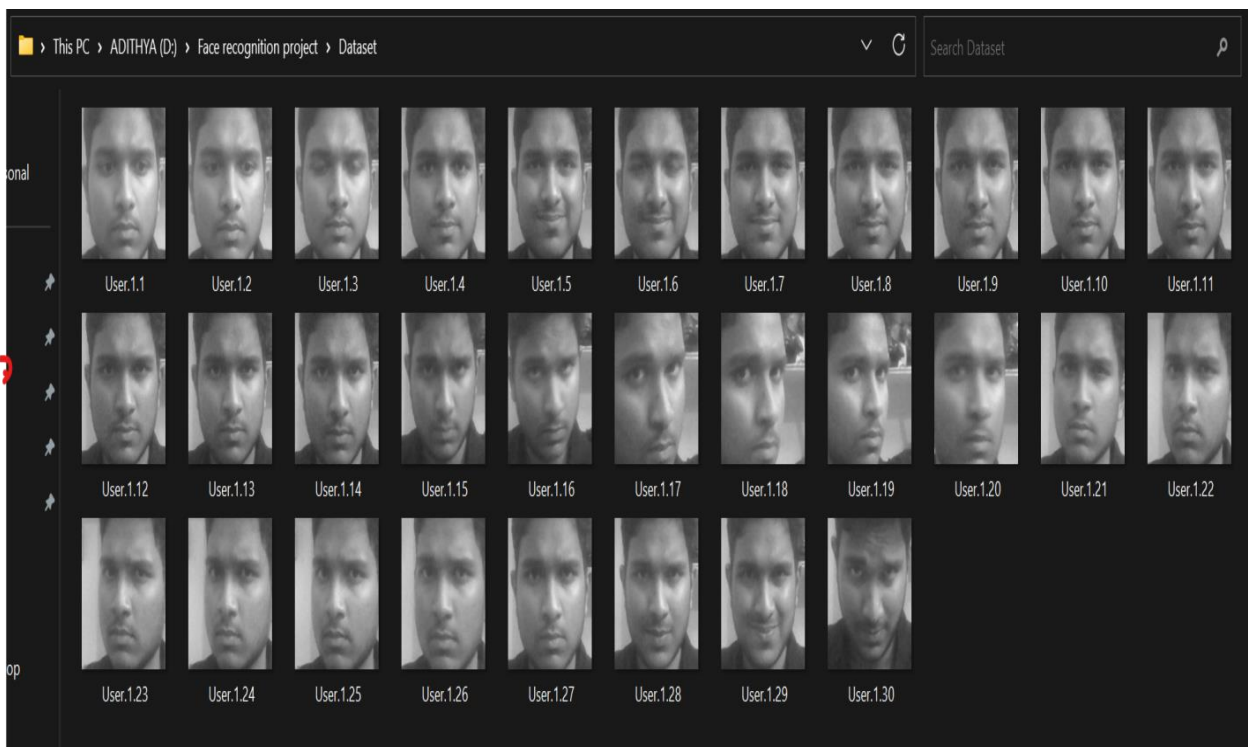 This PC > ADITHYA (D:) > Face recognition project > Dataset
Search Dataset
sonal
User.1.1 User.1.2 User.1.3 User.1.4 User.1.5 User.1.6 User.1.7 User.1.8 User.1.9 User.1.10 User.1.11
User.1.12 User.1.13 User.1.14 User.1.15 User.1.16 User.1.17 User.1.18 User.1.19 User.1.20 User.1.21 User.1.22
User.1.23 User.1.24 User.1.25 User.1.26 User.1.27 User.1.28 User.1.29 User.1.30
op